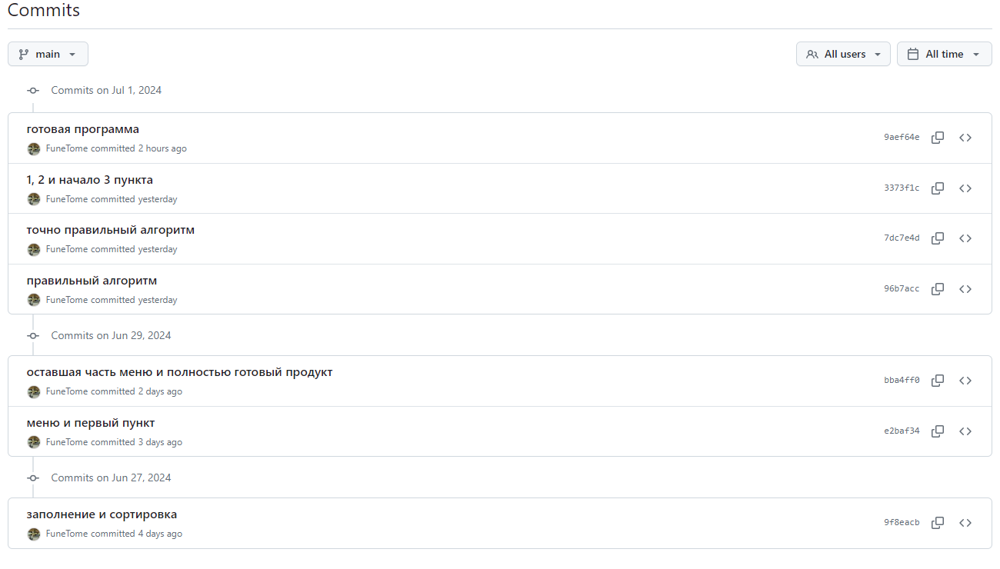 Commits
main
All users
All time
Commits on Jul 1, 2024
готовая программа
FuneTome committed 2 hours ago
9aef64e
1, 2 и начало 3 пункта
FuneTome committed yesterday
3373f1c
точно правильный алгоритм
FuneTome committed yesterday
7dc7e4d
правильный алгоритм
FuneTome committed yesterday
96b7acc
Commits on Jun 29, 2024
оставшая часть меню и полностью готовый продукт
FuneTome committed 2 days ago
bba4ff0
меню и первый пункт
FuneTome committed 3 days ago
e2baf34
Commits on Jun 27, 2024
заполнение и сортировка
FuneTome committed 4 days ago
9f8eacb